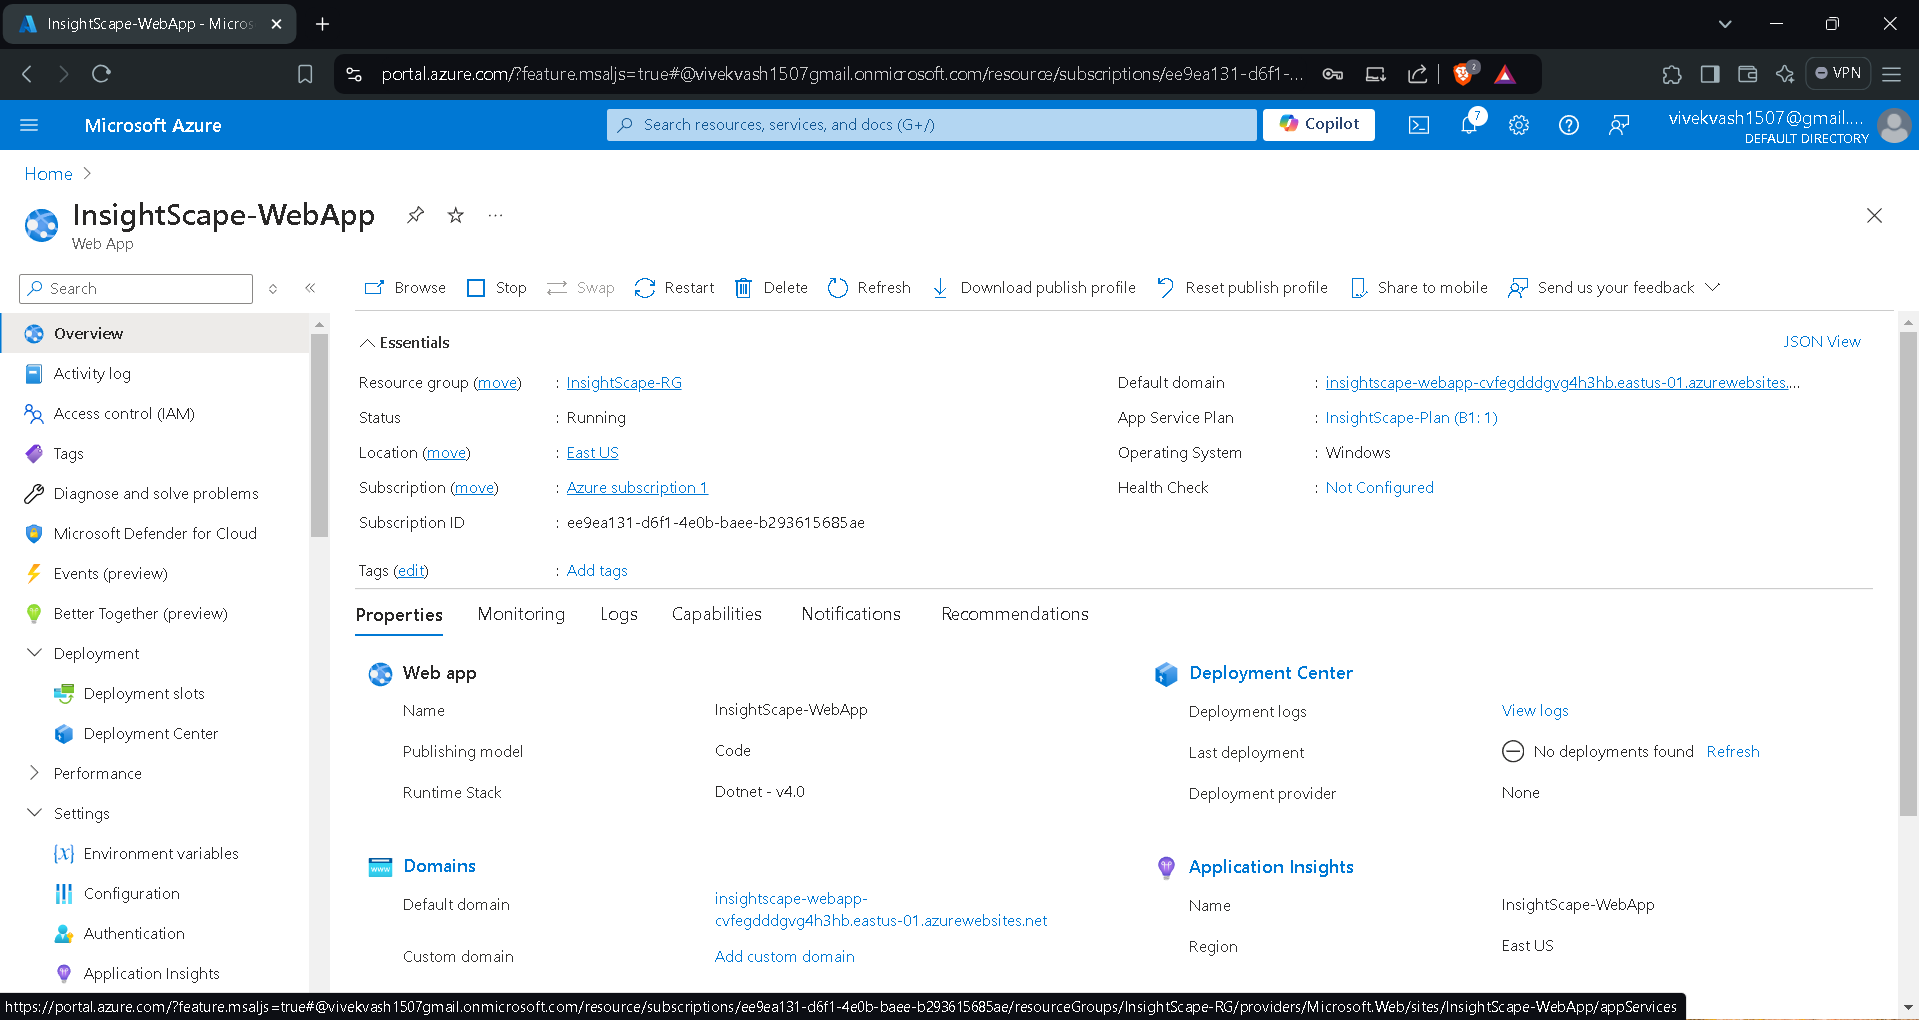 InsightScape-WebApp - Micros
portal.azure.com/?feature.msaljs=true#@vivekvash1507gmail.onmicrosoft.com/resource/subscriptions/ee9ea131-d6f1-...
2
VPN
Microsoft Azure
Search resources, services, and docs (G+/)
Copilot
7
vivekvash1507@gmail....
DEFAULT DIRECTORY
Home
InsightScape-WebApp
Web App
Search
Browse Stop Swap Restart Delete Refresh Download publish profile Reset publish profile Share to mobile Send us your feedback
Overview
Activity log
Access control (IAM)
Tags
Diagnose and solve problems
Microsoft Defender for Cloud
Events (preview)
Better Together (preview)
Deployment
Deployment slots
Deployment Center
Performance
Settings
Environment variables
Configuration
Authentication
Application Insights
Essentials
JSON View
Resource group (move) : InsightScape-RG
Status : Running
Location (move) : East US
Subscription (move) : Azure subscription 1
Subscription ID : ee9ea131-d6f1-4e0b-baee-b293615685ae
Tags (edit) : Add tags
Default domain : insightscape-webapp-cvfegdddgvg4h3hb.eastus-01.azurewebsites....
App Service Plan : InsightScape-Plan (B1: 1)
Operating System : Windows
Health Check : Not Configured
Properties Monitoring Logs Capabilities Notifications Recommendations
Web app
Name InsightScape-WebApp
Publishing model Code
Runtime Stack Dotnet - v4.0
Domains
Default domain insightscape-webapp-
cvfegdddgvg4h3hb.eastus-01.azurewebsites.net
Custom domain Add custom domain
Deployment Center
Deployment logs View logs
Last deployment No deployments found Refresh
Deployment provider None
Application Insights
Name InsightScape-WebApp
Region East US
https://portal.azure.com/?feature.msaljs=true#@vivekvash1507gmail.onmicrosoft.com/resource/subscriptions/ee9ea131-d6f1-4e0b-baee-b293615685ae/resourceGroups/InsightScape-RG/providers/Microsoft.Web/sites/InsightScape-WebApp/appServices